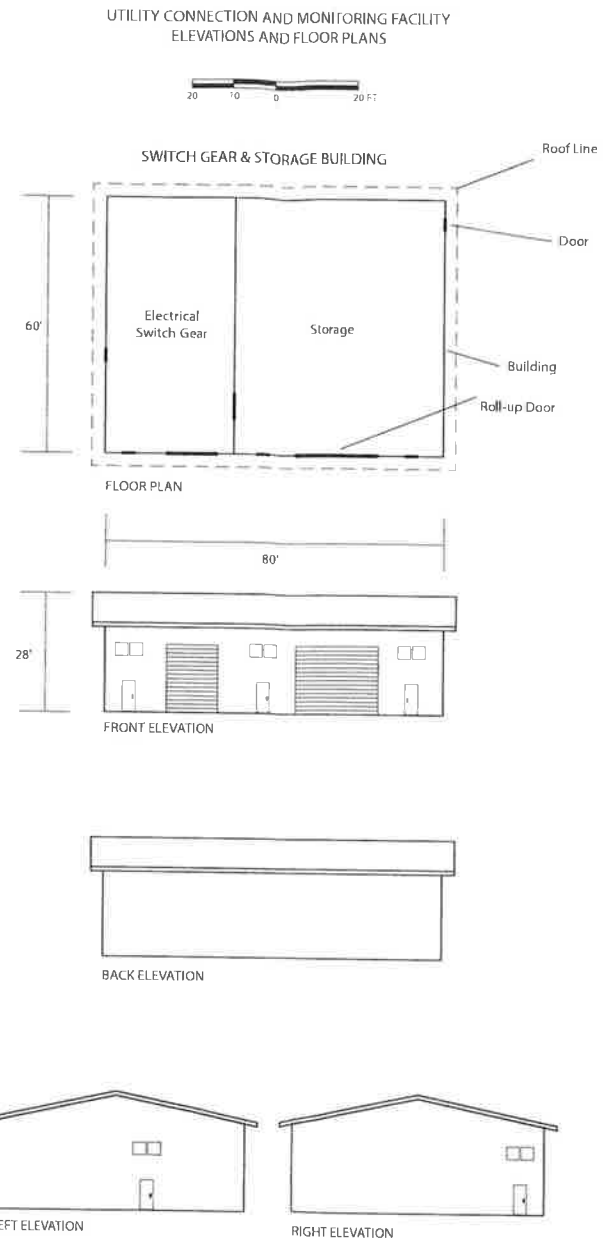 UTILITY CONNECTION AND MONITORING FACILITY
ELEVATIONS AND FLOOR PLANS
20 10 0 20 FT
SWITCH GEAR & STORAGE BUILDING
Roof Line
Door
60'
Electrical
Switch Gear
Storage
Building
Roll-up Door
FLOOR PLAN
80'
28'
FRONT ELEVATION
BACK ELEVATION
EFT ELEVATION
RIGHT ELEVATION